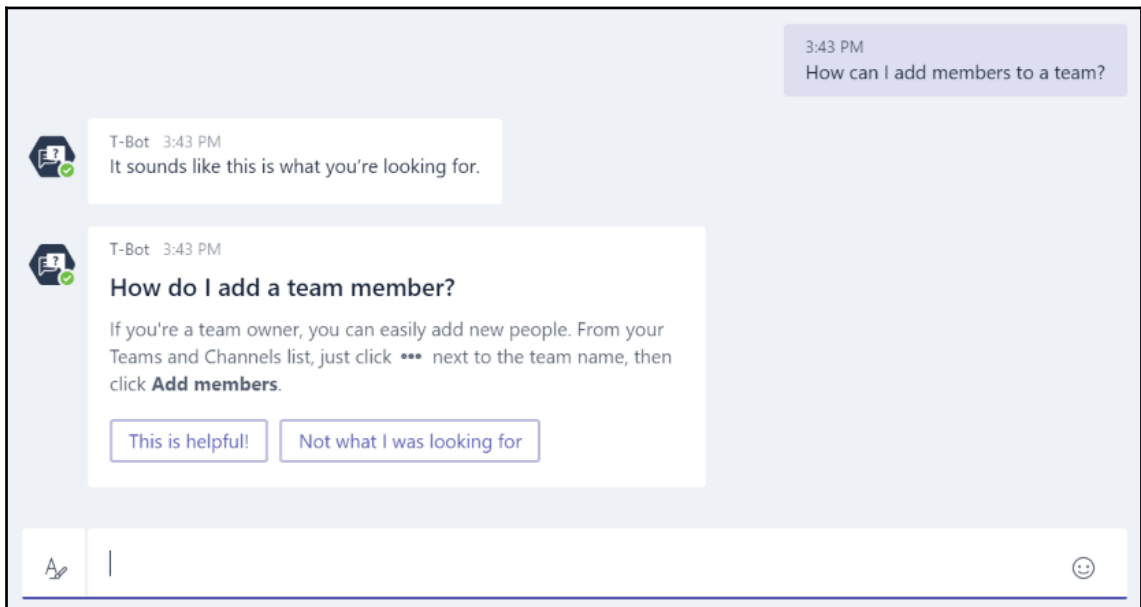 3:43 PM
How can I add members to a team?
T-Bot 3:43 PM
It sounds like this is what you're looking for.
T-Bot 3:43 PM
How do I add a team member?
If you're a team owner, you can easily add new people. From your
Teams and Channels list, just click ••• next to the team name, then
click Add members.
This is helpful! Not what I was looking for